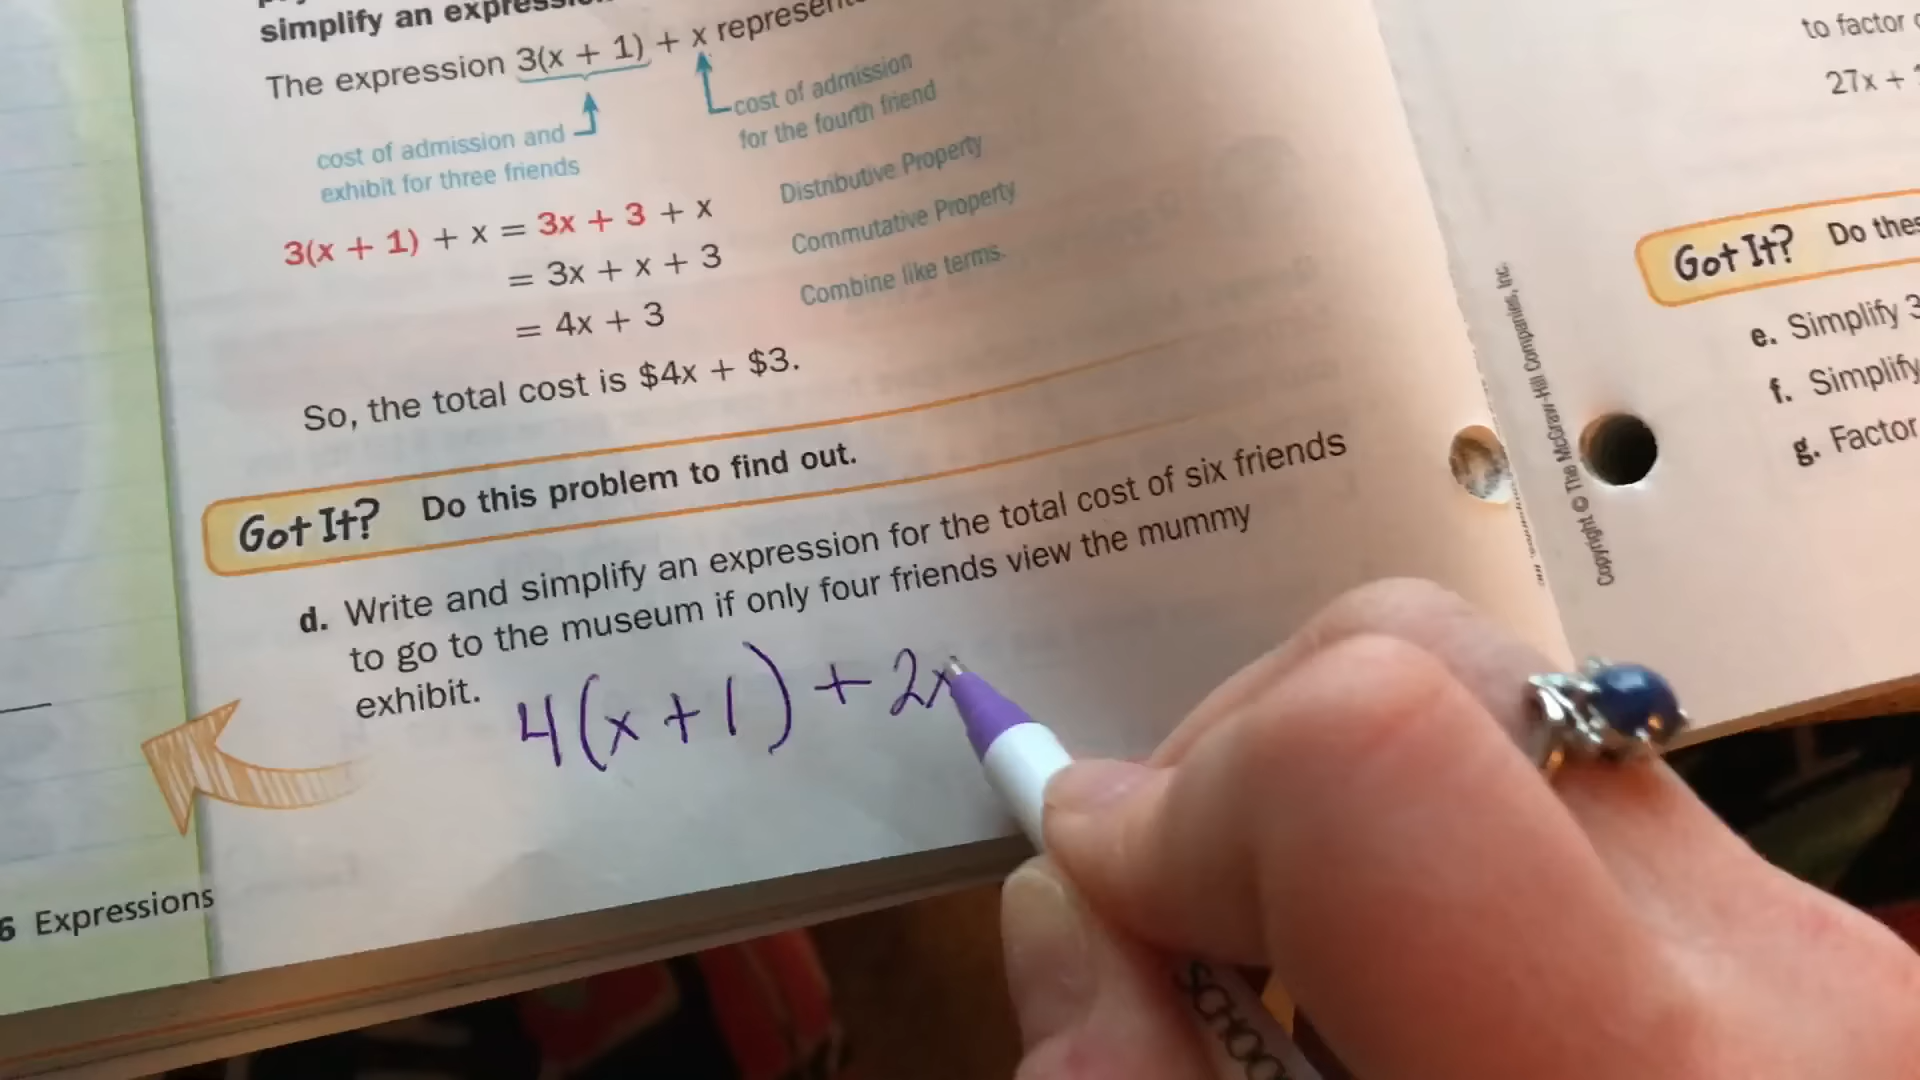 simplify an
The expression 3(x + 1) + x
cost of admission and
exhibit for three friends
cost of admission
for the fourth friend
3(x + 1) + x = 3x + 3 + x
Distributive Property
= 3x + x + 3
Commutative Property
= 4x + 3
Combine like terms.
So, the total cost is $4x + $3.
Got It? Do this problem to find out.
d. Write and simplify an expression for the total cost of six friends
to go to the museum if only four friends view the mummy
exhibit.
4(x+1) + 2x
6 Expressions
Copyright © The McGraw-Hill Companies, Inc.
to factor
27x +
Got It? Do
e. Simplify 3
f. Simplify
g. Factor
SCHOO